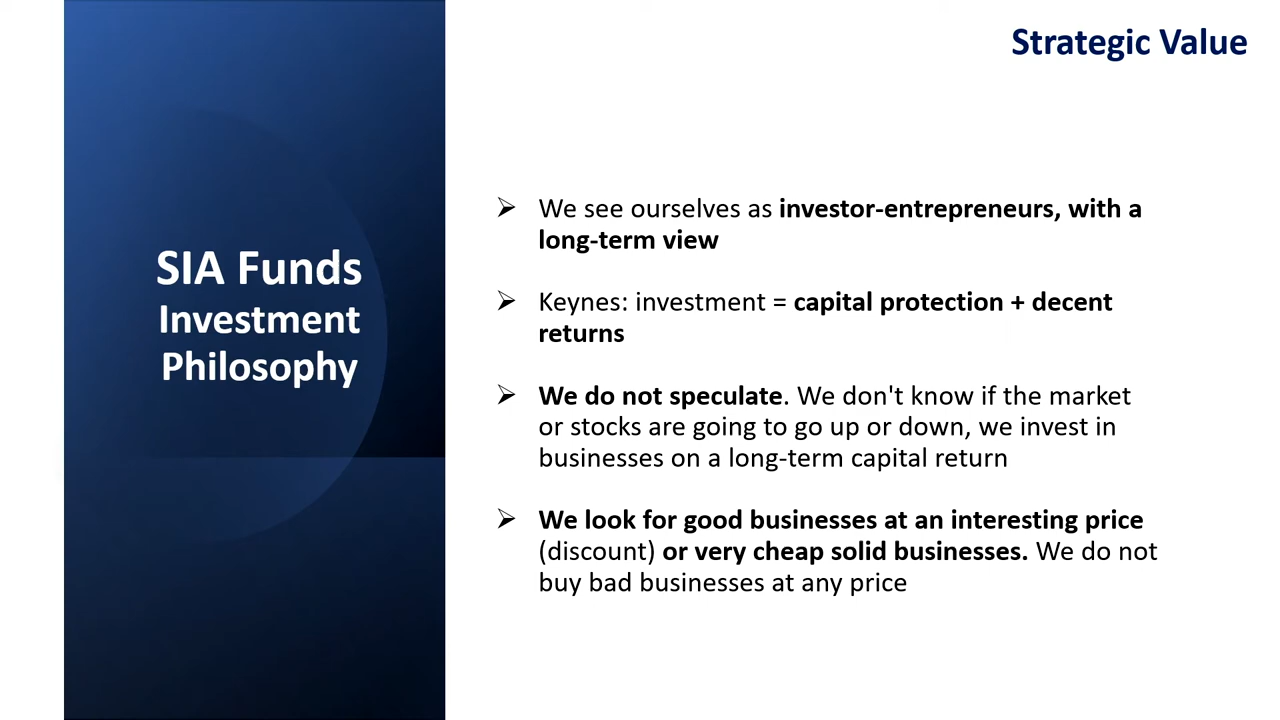 Strategic Value
SIA Funds
Investment
Philosophy
➢ We see ourselves as investor-entrepreneurs, with a
long-term view
➢ Keynes: investment = capital protection + decent
returns
➢ We do not speculate. We don't know if the market
or stocks are going to go up or down, we invest in
businesses on a long-term capital return
➢ We look for good businesses at an interesting price
(discount) or very cheap solid businesses. We do not
buy bad businesses at any price